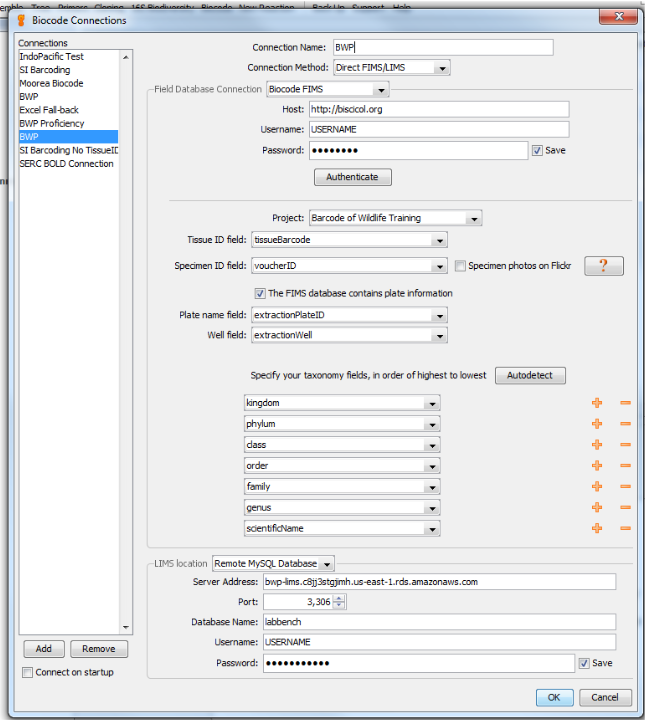 Biocode Connections
Connections
IndoPacific Test
SI Barcoding
Moorea Biocode
BWP
Excel Fall-back
BWP Proficiency
BWP
SI Barcoding No TissueID
SERC BOLD Connection
Add Remove
Connect on startup
Connection Name: BWP
Connection Method: Direct FIMS/LIMS
Field Database Connection Biocode FIMS
Host: http://biscicol.org
Username: USERNAME
Password: ●●●●●●●● Save
Authenticate
Project: Barcode of Wildlife Training
Tissue ID field: tissueBarcode
Specimen ID field: voucherID Specimen photos on Flickr ?
The FIMS database contains plate information
Plate name field: extractionPlateID
Well field: extractionWell
Specify your taxonomy fields, in order of highest to lowest Autodetect
kingdom
phylum
class
order
family
genus
scientificName
LIMS location Remote MySQL Database
Server Address: bwp-lims.c8jj3stgjimh.us-east-1.rds.amazonaws.com
Port: 3,306
Database Name: labbench
Username: USERNAME
Password: ●●●●●●●●●●● Save
OK Cancel